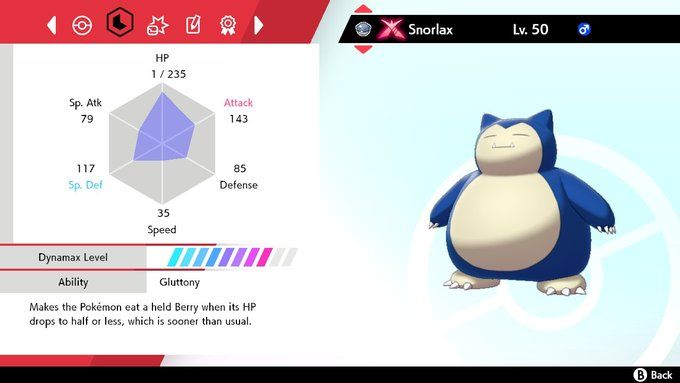 Snorlax Lv. 50 ♂
HP
1 / 235
Sp. Atk
79
Attack
143
117
Sp. Def
85
Defense
35
Speed
Dynamax Level
Ability Gluttony
Makes the Pokémon eat a held Berry when its HP
drops to half or less, which is sooner than usual.
B Back